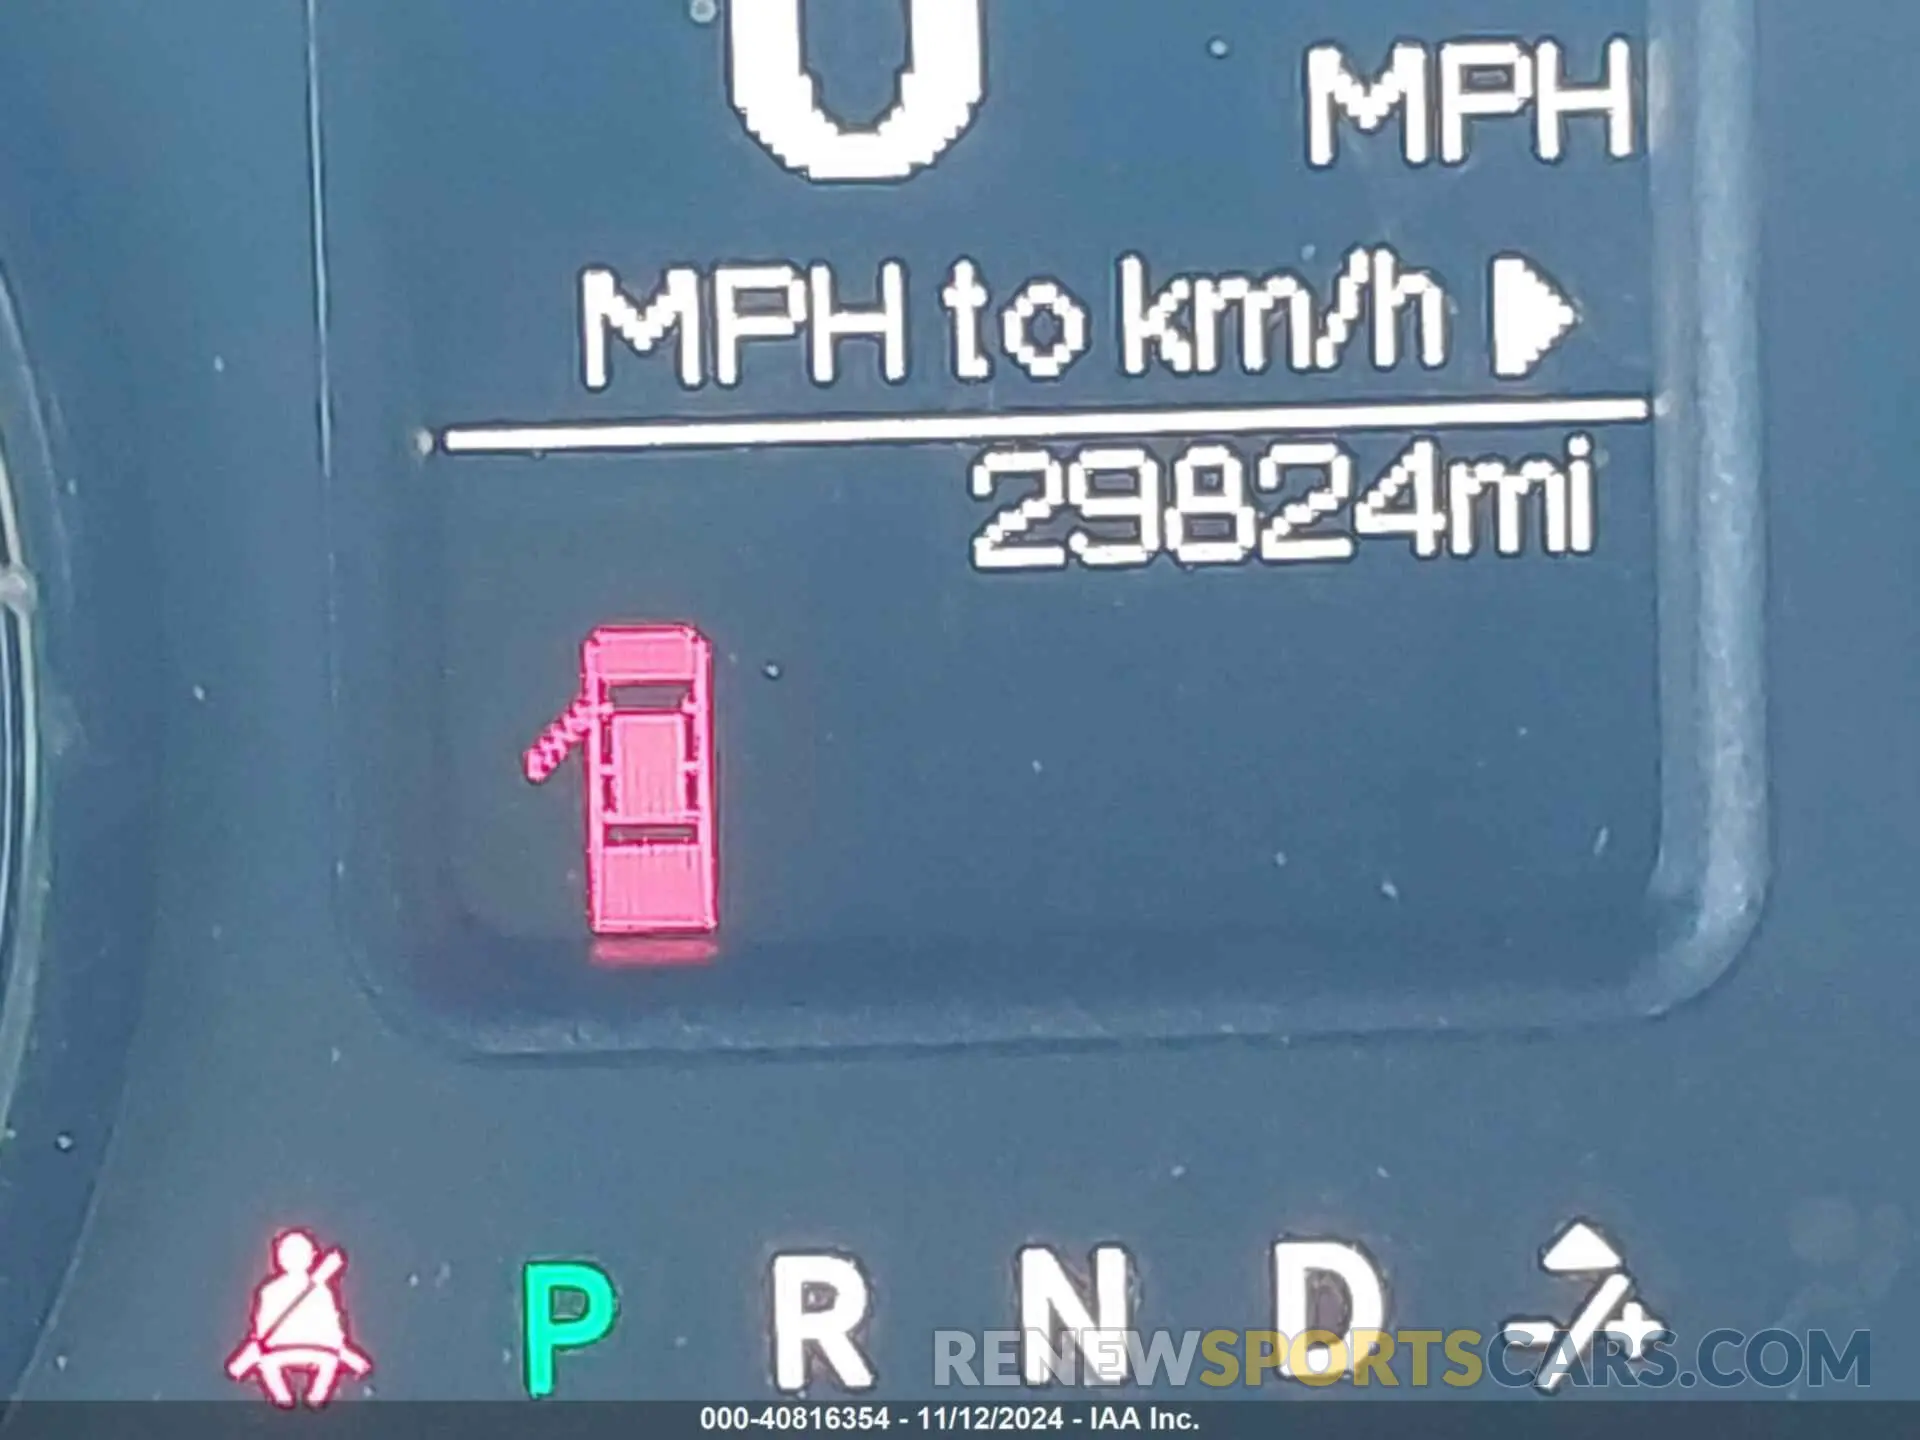 0 MPH
MPH to km/h
29824mi
P R N D
RENEWSPORTSCARS.COM
000-40816354 - 11/12/2024 - IAA Inc.